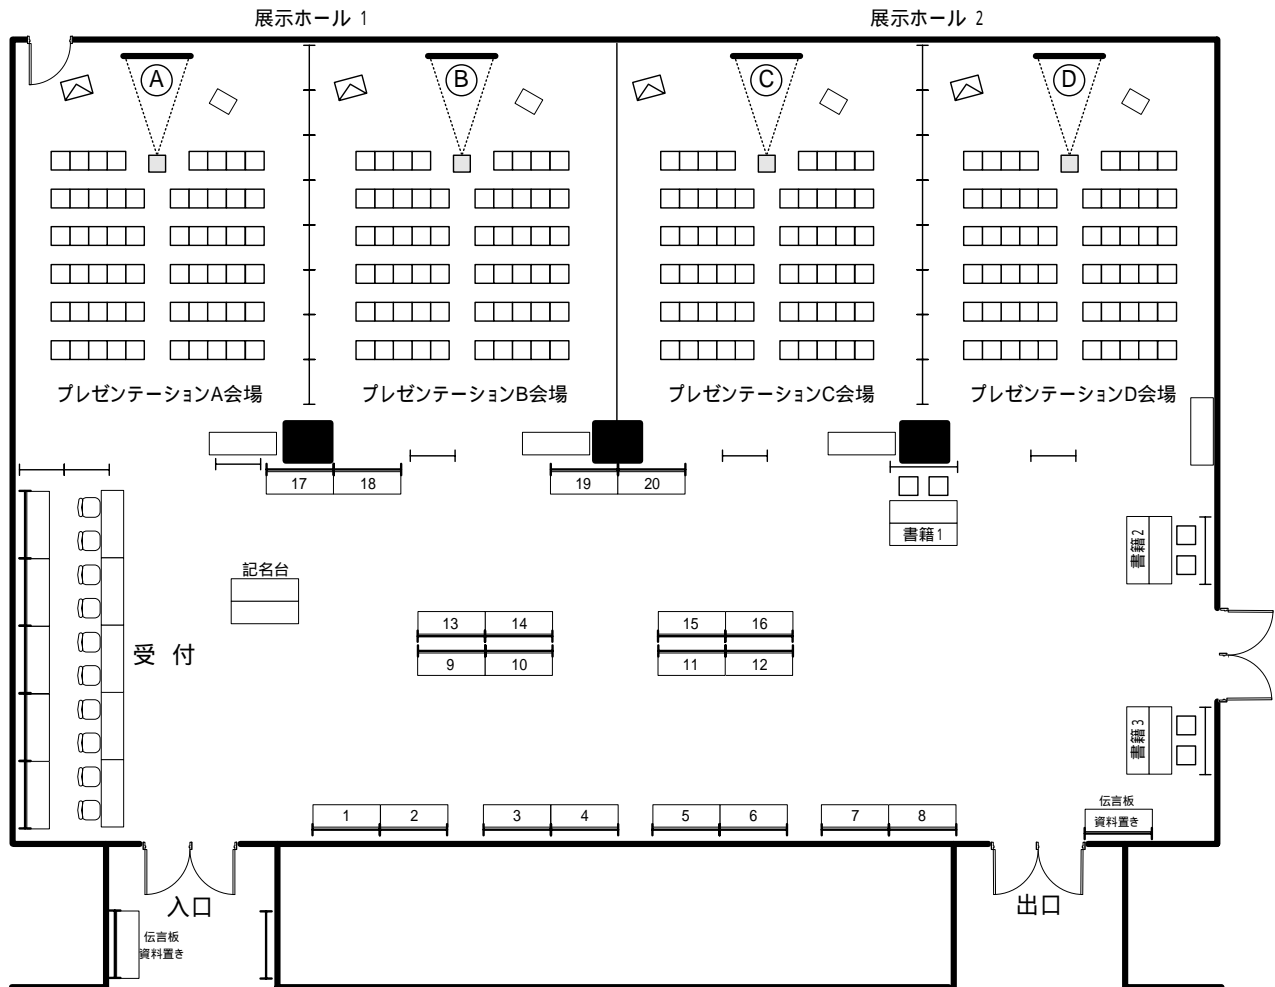 展示ホール 1
展示ホール 2
A
B
C
D
プレゼンテーションA会場
プレゼンテーションB会場
プレゼンテーションC会場
プレゼンテーションD会場
17
18
19
20
書籍1
書籍2
記名台
13
14
15
16
受 付
9
10
11
12
書籍3
1
2
3
4
5
6
7
8
伝言板
資料置き
入口
出口
伝言板
資料置き